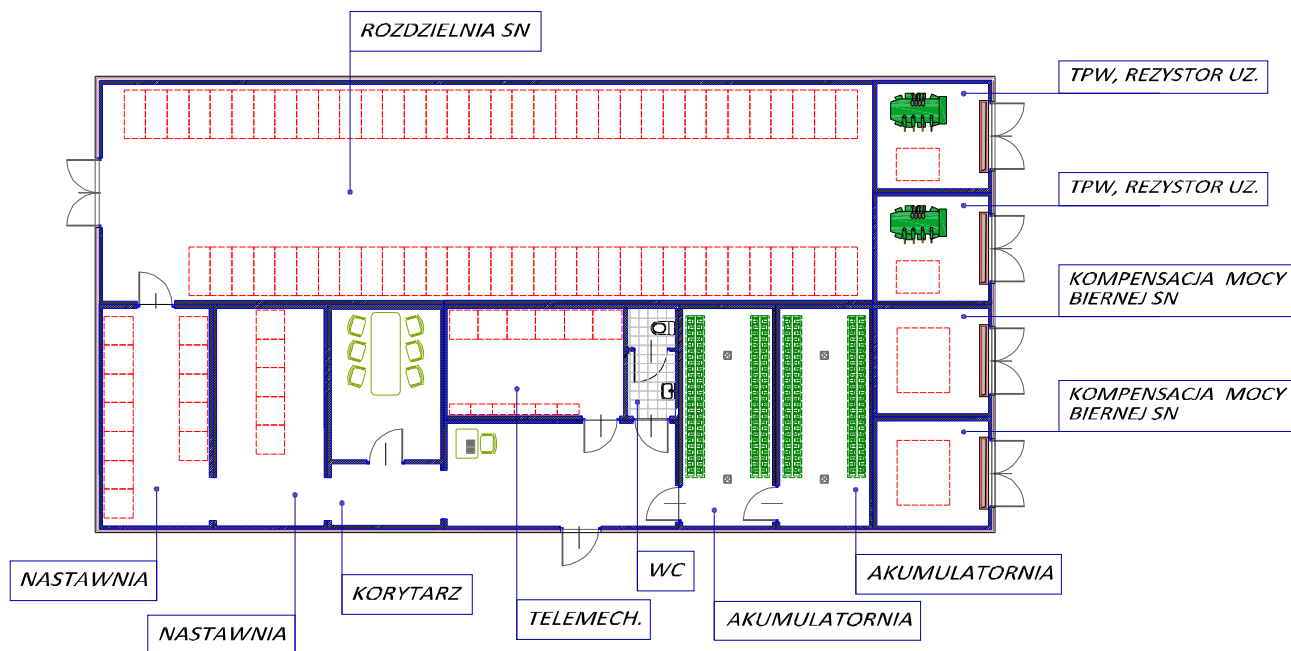 ROZDZIELNIA SN
TPW, REZYSTOR UZ.
TPW, REZYSTOR UZ.
KOMPENSACJA MOCY
BIERNEJ SN
KOMPENSACJA MOCY
BIERNEJ SN
NASTAWNIA
NASTAWNIA
KORYTARZ
TELEMECH.
WC
AKUMULATORNIA
AKUMULATORNIA